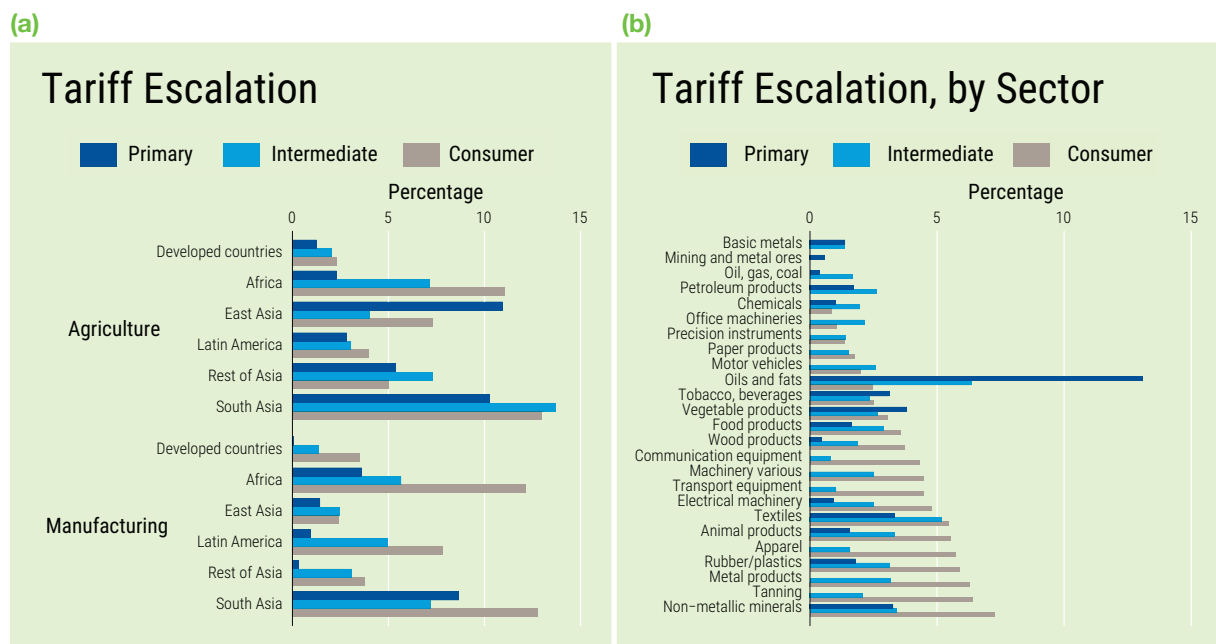 (a)
Tariff Escalation
Primary Intermediate Consumer
Percentage
0 5 10 15
Agriculture
Developed countries
Africa
East Asia
Latin America
Rest of Asia
South Asia
Manufacturing
Developed countries
Africa
East Asia
Latin America
Rest of Asia
South Asia
(b)
Tariff Escalation, by Sector
Primary Intermediate Consumer
Percentage
0 5 10 15
Basic metals
Mining and metal ores
Oil, gas, coal
Petroleum products
Chemicals
Office machineries
Precision instruments
Paper products
Motor vehicles
Oils and fats
Tobacco, beverages
Vegetable products
Food products
Wood products
Communication equipment
Machinery various
Transport equipment
Electrical machinery
Textiles
Animal products
Apparel
Rubber/plastics
Metal products
Tanning
Non-metallic minerals